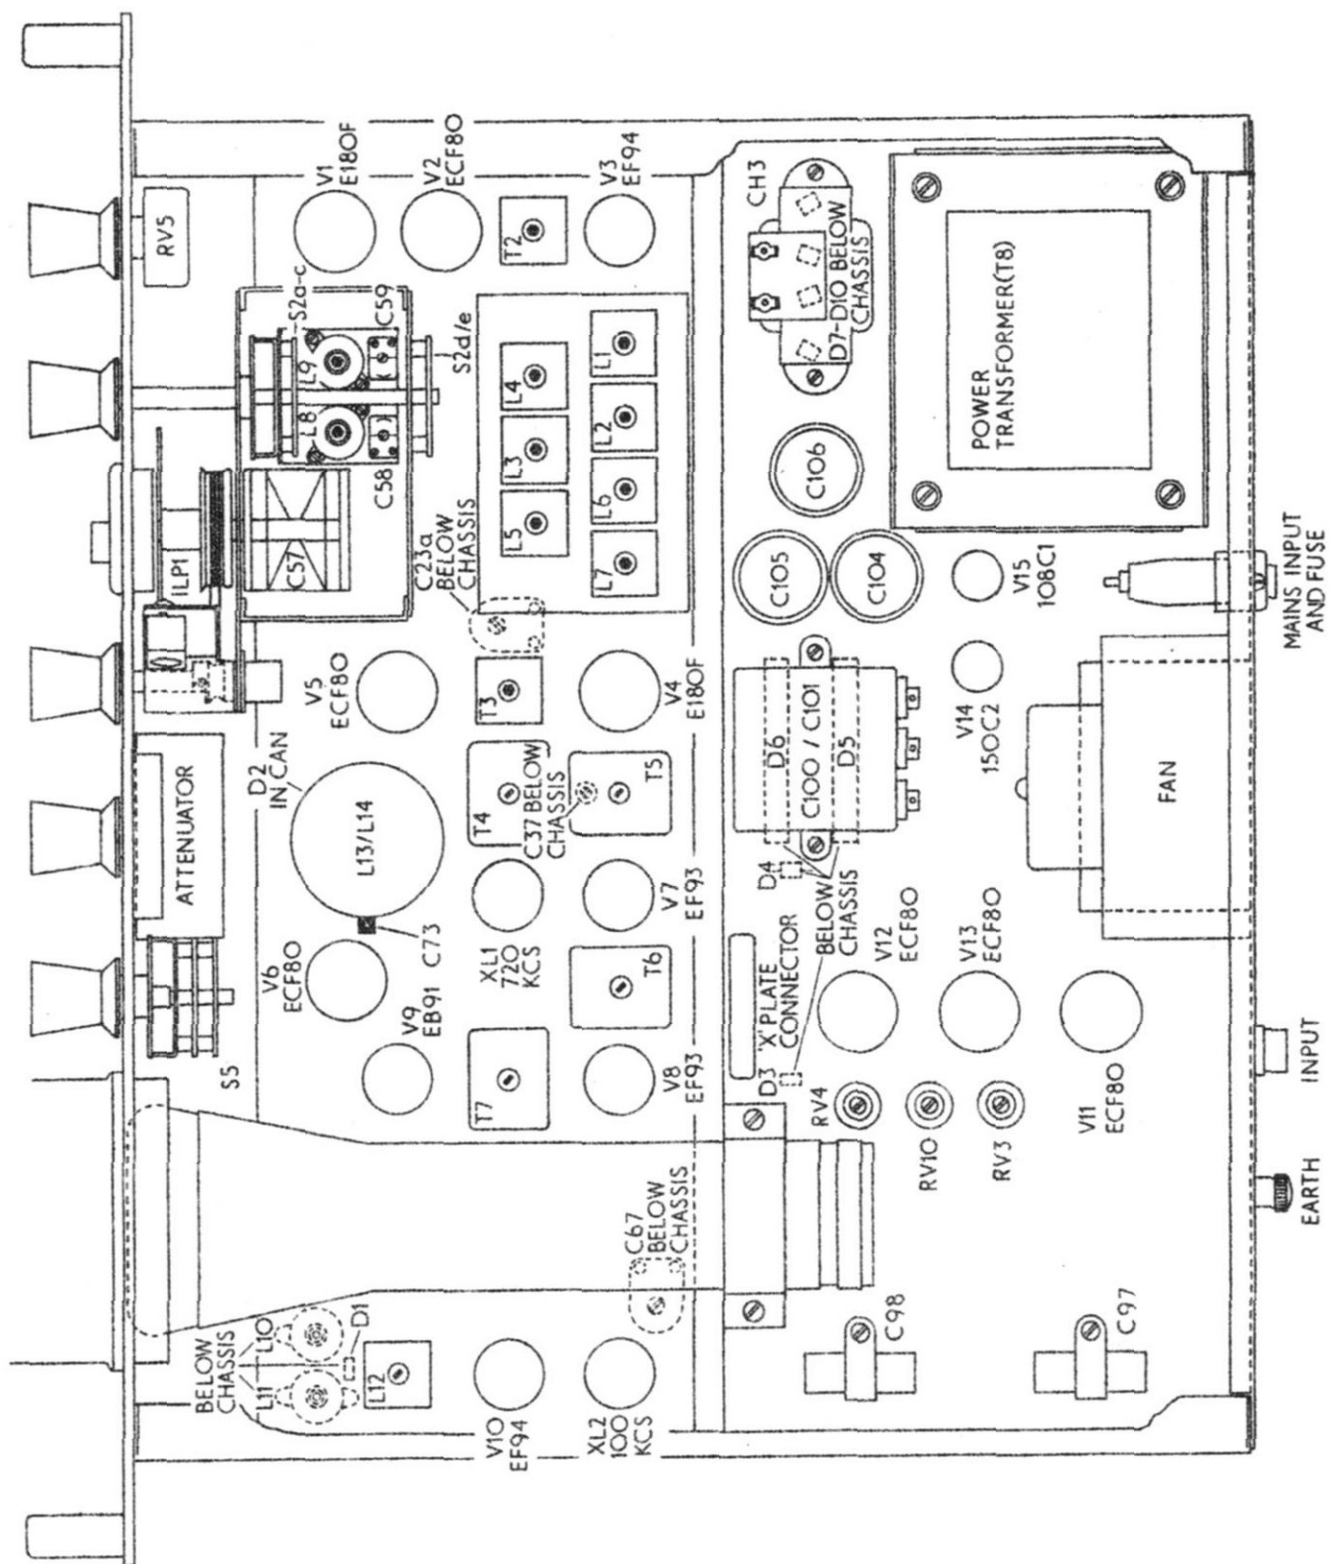 RV5
V1
E180F
V2
ECF80
T2
V3
EF94
S2a-c
L9
C59
L8
C58
S2d/e
ILP1
C57
C23a
BELOW
CHASSIS
L4
L3
L5
L1
L2
L6
L7
CH3
D7-D10 BELOW
CHASSIS
POWER
TRANSFORMER(T8)
C106
C105
C104
V15
108C1
V14
150C2
MAINS INPUT
AND FUSE
V5
ECF80
T3
V4
E180F
ATTENUATOR
D2
IN CAN
L13/L14
T4
C37 BELOW
CHASSIS
T5
D6
C100 / C101
D5
FAN
V6
ECF80
C73
XL1
720
KCS
V7
EF93
D4
BELOW
CHASSIS
V12
ECF80
V13
ECF80
V9
EB91
T6
'X' PLATE
CONNECTOR
S5
T7
V8
EF93
D3
RV4
RV10
RV3
V11
ECF80
INPUT
EARTH
C67
BELOW
CHASSIS
BELOW
CHASSIS
L10
L11
D1
L12
V10
EF94
XL2
100
KCS
C98
C97